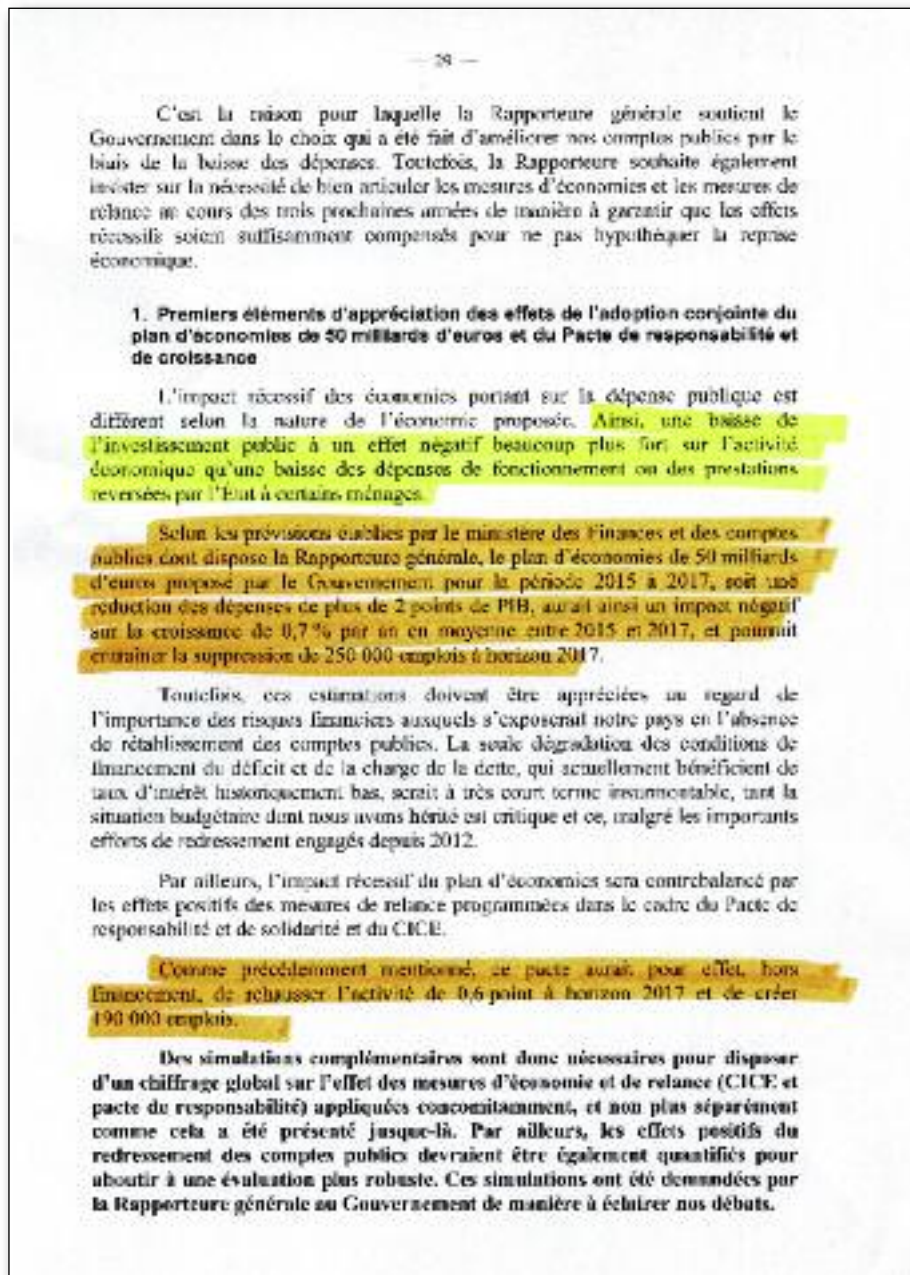 — 29 —
C'est la raison pour laquelle la Rapporteure générale soutient le
Gouvernement dans le choix qui a été fait d'améliorer nos comptes publics par le
biais de la baisse des dépenses. Toutefois, la Rapporteure souhaite également
insister sur la nécessité de bien articuler les mesures d'économies et les mesures de
relance au cours des trois prochaines années de manière à garantir que les effets
récessifs soient suffisamment compensés pour ne pas hypothéquer la reprise
économique.
1. Premiers éléments d'appréciation des effets de l'adoption conjointe du
plan d'économies de 50 milliards d'euros et du Pacte de responsabilité et
de croissance
L'impact récessif des économies portant sur la dépense publique est
différent selon la nature de l'économie proposée. Ainsi, une baisse de
l'investissement public à un effet négatif beaucoup plus fort sur l'activité
économique qu'une baisse des dépenses de fonctionnement ou des prestations
reversées par l'État à certains ménages.
Selon les prévisions établies par le ministère des Finances et des comptes
publics dont dispose la Rapporteure générale, le plan d'économies de 50 milliards
d'euros proposé par le Gouvernement pour la période 2015 à 2017, soit une
réduction des dépenses de plus de 2 points de PIB, aurait ainsi un impact négatif
sur la croissance de 0,7 % par an en moyenne entre 2015 et 2017, et pourrait
entraîner la suppression de 250 000 emplois à horizon 2017.
Toutefois, ces estimations doivent être appréciées au regard de
l'importance des risques financiers auxquels s'exposerait notre pays en l'absence
de rétablissement des comptes publics. La seule dégradation des conditions de
financement du déficit et de la charge de la dette, qui actuellement bénéficient de
taux d'intérêt historiquement bas, serait à très court terme insurmontable, tant la
situation budgétaire dont nous avons hérité est critique et ce, malgré les importants
efforts de redressement engagés depuis 2012.
Par ailleurs, l'impact récessif du plan d'économies sera contrebalancé par
les effets positifs des mesures de relance programmées dans le cadre du Pacte de
responsabilité et de solidarité et du CICE.
Comme précédemment mentionné, ce pacte aurait pour effet, hors
financement, de rehausser l'activité de 0,6 point à horizon 2017 et de créer
190 000 emplois.
Des simulations complémentaires sont donc nécessaires pour disposer
d'un chiffrage global sur l'effet des mesures d'économie et de relance (CICE et
pacte de responsabilité) appliquées concomitamment, et non plus séparément
comme cela a été présenté jusque-là. Par ailleurs, les effets positifs du
redressement des comptes publics devraient être également quantifiés pour
aboutir à une évaluation plus robuste. Ces simulations ont été demandées par
la Rapporteure générale au Gouvernement de manière à éclairer nos débats.